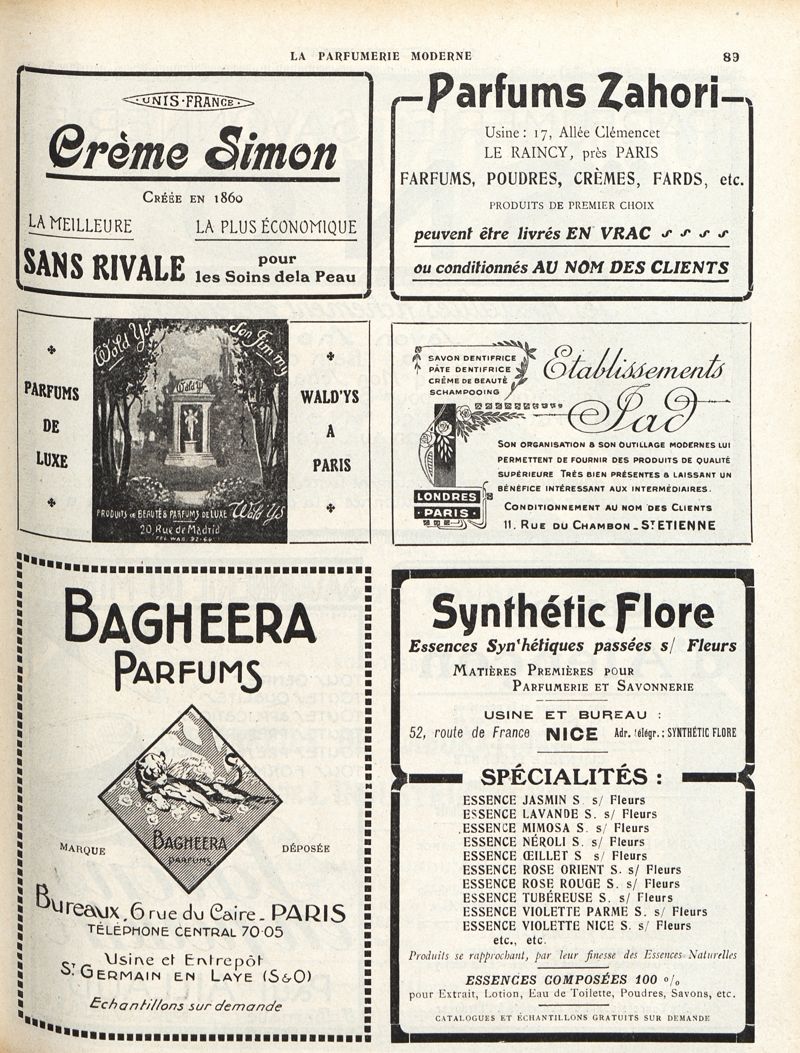 LA PARFUMERIE MODERNE
89
UNIS-FRANCE
Crème Simon
CRÉÉE EN 1860
LA MEILLEURE
LA PLUS ÉCONOMIQUE
SANS RIVALE
pour
les Soins dela Peau
Parfums Zahori
Usine : 17, Allée Clémencet
LE RAINCY, près PARIS
FARFUMS, POUDRES, CRÈMES, FARDS, etc.
PRODUITS DE PREMIER CHOIX
peuvent être livrés EN VRAC
ou conditionnés AU NOM DES CLIENTS
PARFUMS
DE
LUXE
Wald Ys
Son Jimmy
Wald Ys
PRODUITS DE BEAUTÉS PARFUMS DE LUXE Wald Ys
20, Rue de Madrid
WALD'YS
A
PARIS
SAVON DENTIFRICE
PÂTE DENTIFRICE
CRÉME DE BEAUTÉ
SCHAMPOOING
Etablissements
Jad
SON ORGANISATION & SON OUTILLAGE MODERNES LUI
PERMETTENT DE FOURNIR DES PRODUITS DE QUALITÉ
SUPÉRIEURE TRÈS BIEN PRÉSENTES & LAISSANT UN
BÉNÉFICE INTÉRESSANT AUX INTERMÉDIAIRES.
LONDRES
PARIS
CONDITIONNEMENT AU NOM DES CLIENTS
11. RUE DU CHAMBON - ST ETIENNE
BAGHEERA
PARFUMS
BAGHEERA
PARFUMS
MARQUE
DÉPOSÉE
Bureaux, 6 rue du Caire - PARIS
TÉLÉPHONE CENTRAL 70-05
Usine et Entrepôt
ST GERMAIN EN LAYE (S&O)
Echantillons sur demande
Synthétic Flore
Essences Syn'hétiques passées s/ Fleurs
MATIÈRES PREMIÈRES POUR
PARFUMERIE ET SAVONNERIE
USINE ET BUREAU :
52, route de France NICE Adr. télégr. : SYNTHÉTIC FLORE
SPÉCIALITÉS :
ESSENCE JASMIN S. s/ Fleurs
ESSENCE LAVANDE S. s/ Fleurs
ESSENCE MIMOSA S. s/ Fleurs
ESSENCE NÉROLI S. s/ Fleurs
ESSENCE ŒILLET S s/ Fleurs
ESSENCE ROSE ORIENT S. s/ Fleurs
ESSENCE ROSE ROUGE S. s/ Fleurs
ESSENCE TUBÉREUSE S. s/ Fleurs
ESSENCE VIOLETTE PARME S. s/ Fleurs
ESSENCE VIOLETTE NICE S. s/ Fleurs
etc., etc.
Produits se rapprochant, par leur finesse des Essences Naturelles
ESSENCES COMPOSÉES 100 o/o
pour Extrait, Lotion, Eau de Toilette, Poudres, Savons, etc.
CATALOGUES ET ÉCHANTILLONS GRATUITS SUR DEMANDE